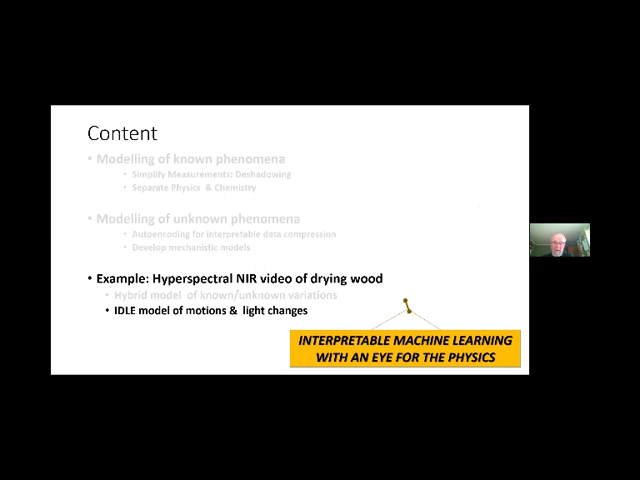 Content
• Modelling of known phenomena
• Simplify Measurements: Deshadowing
• Separate Physics & Chemistry
• Modelling of unknown phenomena
• Autoencoding for interpretable data compression
• Develop mechanistic models
• Example: Hyperspectral NIR video of drying wood
• Hybrid model of known/unknown variations
• IDLE model of motions & light changes
INTERPRETABLE MACHINE LEARNING
WITH AN EYE FOR THE PHYSICS